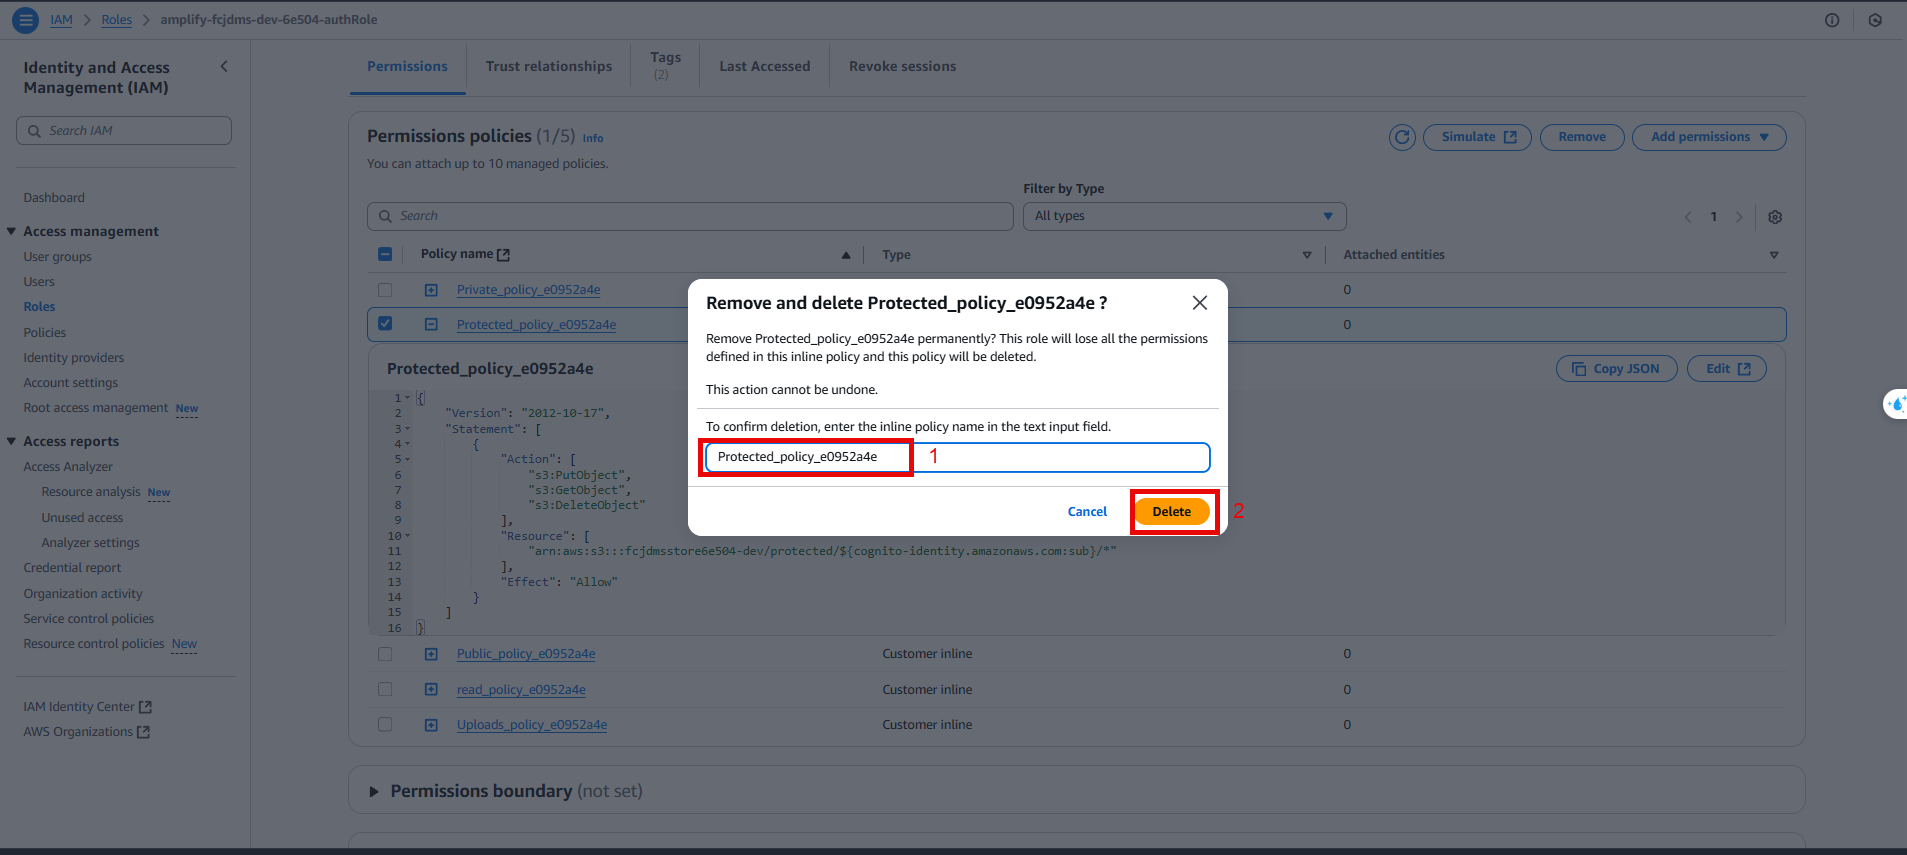 IAM > Roles > amplify-fcjdms-dev-6e504-authRole
Identity and Access
Management (IAM)
Search IAM
Dashboard
Access management
User groups
Users
Roles
Policies
Identity providers
Account settings
Root access management New
Access reports
Access Analyzer
Resource analysis New
Unused access
Analyzer settings
Credential report
Organization activity
Service control policies
Resource control policies New
IAM Identity Center
AWS Organizations
Permissions
Trust relationships
Tags
(2)
Last Accessed
Revoke sessions
Permissions policies (1/5) Info
You can attach up to 10 managed policies.
Simulate
Remove
Add permissions
Filter by Type
Search
All types
1
Policy name
Type
Attached entities
Private_policy_e0952a4e
0
Protected_policy_e0952a4e
0
Protected_policy_e0952a4e
Copy JSON
Edit
1 {
2 "Version": "2012-10-17",
3 "Statement": [
4 {
5 "Action": [
6 "s3:PutObject",
7 "s3:GetObject",
8 "s3:DeleteObject"
9 ],
10 "Resource": [
11 "arn:aws:s3:::fcjdmsstore6e504-dev/protected/${cognito-identity.amazonaws.com:sub}/*"
12 ],
13 "Effect": "Allow"
14 }
15 ]
16 }
Public_policy_e0952a4e Customer inline 0
read_policy_e0952a4e Customer inline 0
Uploads_policy_e0952a4e Customer inline 0
Permissions boundary (not set)
Remove and delete Protected_policy_e0952a4e ?
Remove Protected_policy_e0952a4e permanently? This role will lose all the permissions
defined in this inline policy and this policy will be deleted.
This action cannot be undone.
To confirm deletion, enter the inline policy name in the text input field.
Protected_policy_e0952a4e
1
Cancel
Delete
2